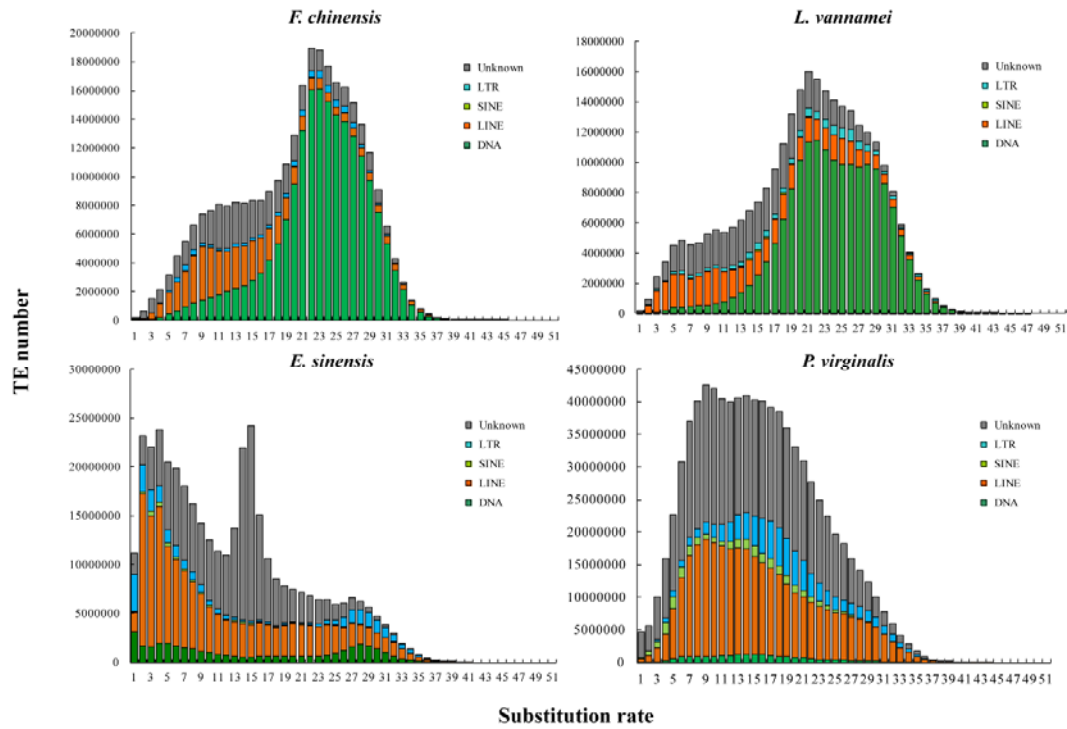 F. chinensis
20000000
18000000
16000000
14000000
12000000
10000000
8000000
6000000
4000000
2000000
0
Unknown
LTR
SINE
LINE
DNA
1 3 5 7 9 11 13 15 17 19 21 23 25 27 29 31 33 35 37 39 41 43 45 47 49 51
L. vannamei
18000000
16000000
14000000
12000000
10000000
8000000
6000000
4000000
2000000
0
Unknown
LTR
SINE
LINE
DNA
1 3 5 7 9 11 13 15 17 19 21 23 25 27 29 31 33 35 37 39 41 43 45 47 49 51
TE number
E. sinensis
30000000
25000000
20000000
15000000
10000000
5000000
0
Unknown
LTR
SINE
LINE
DNA
1 3 5 7 9 11 13 15 17 19 21 23 25 27 29 31 33 35 37 39 41 43 45 47 49 51
P. virginalis
45000000
40000000
35000000
30000000
25000000
20000000
15000000
10000000
5000000
0
Unknown
LTR
SINE
LINE
DNA
1 3 5 7 9 11 13 15 17 19 21 23 25 27 29 31 33 35 37 39 41 43 45 47 49 51
Substitution rate